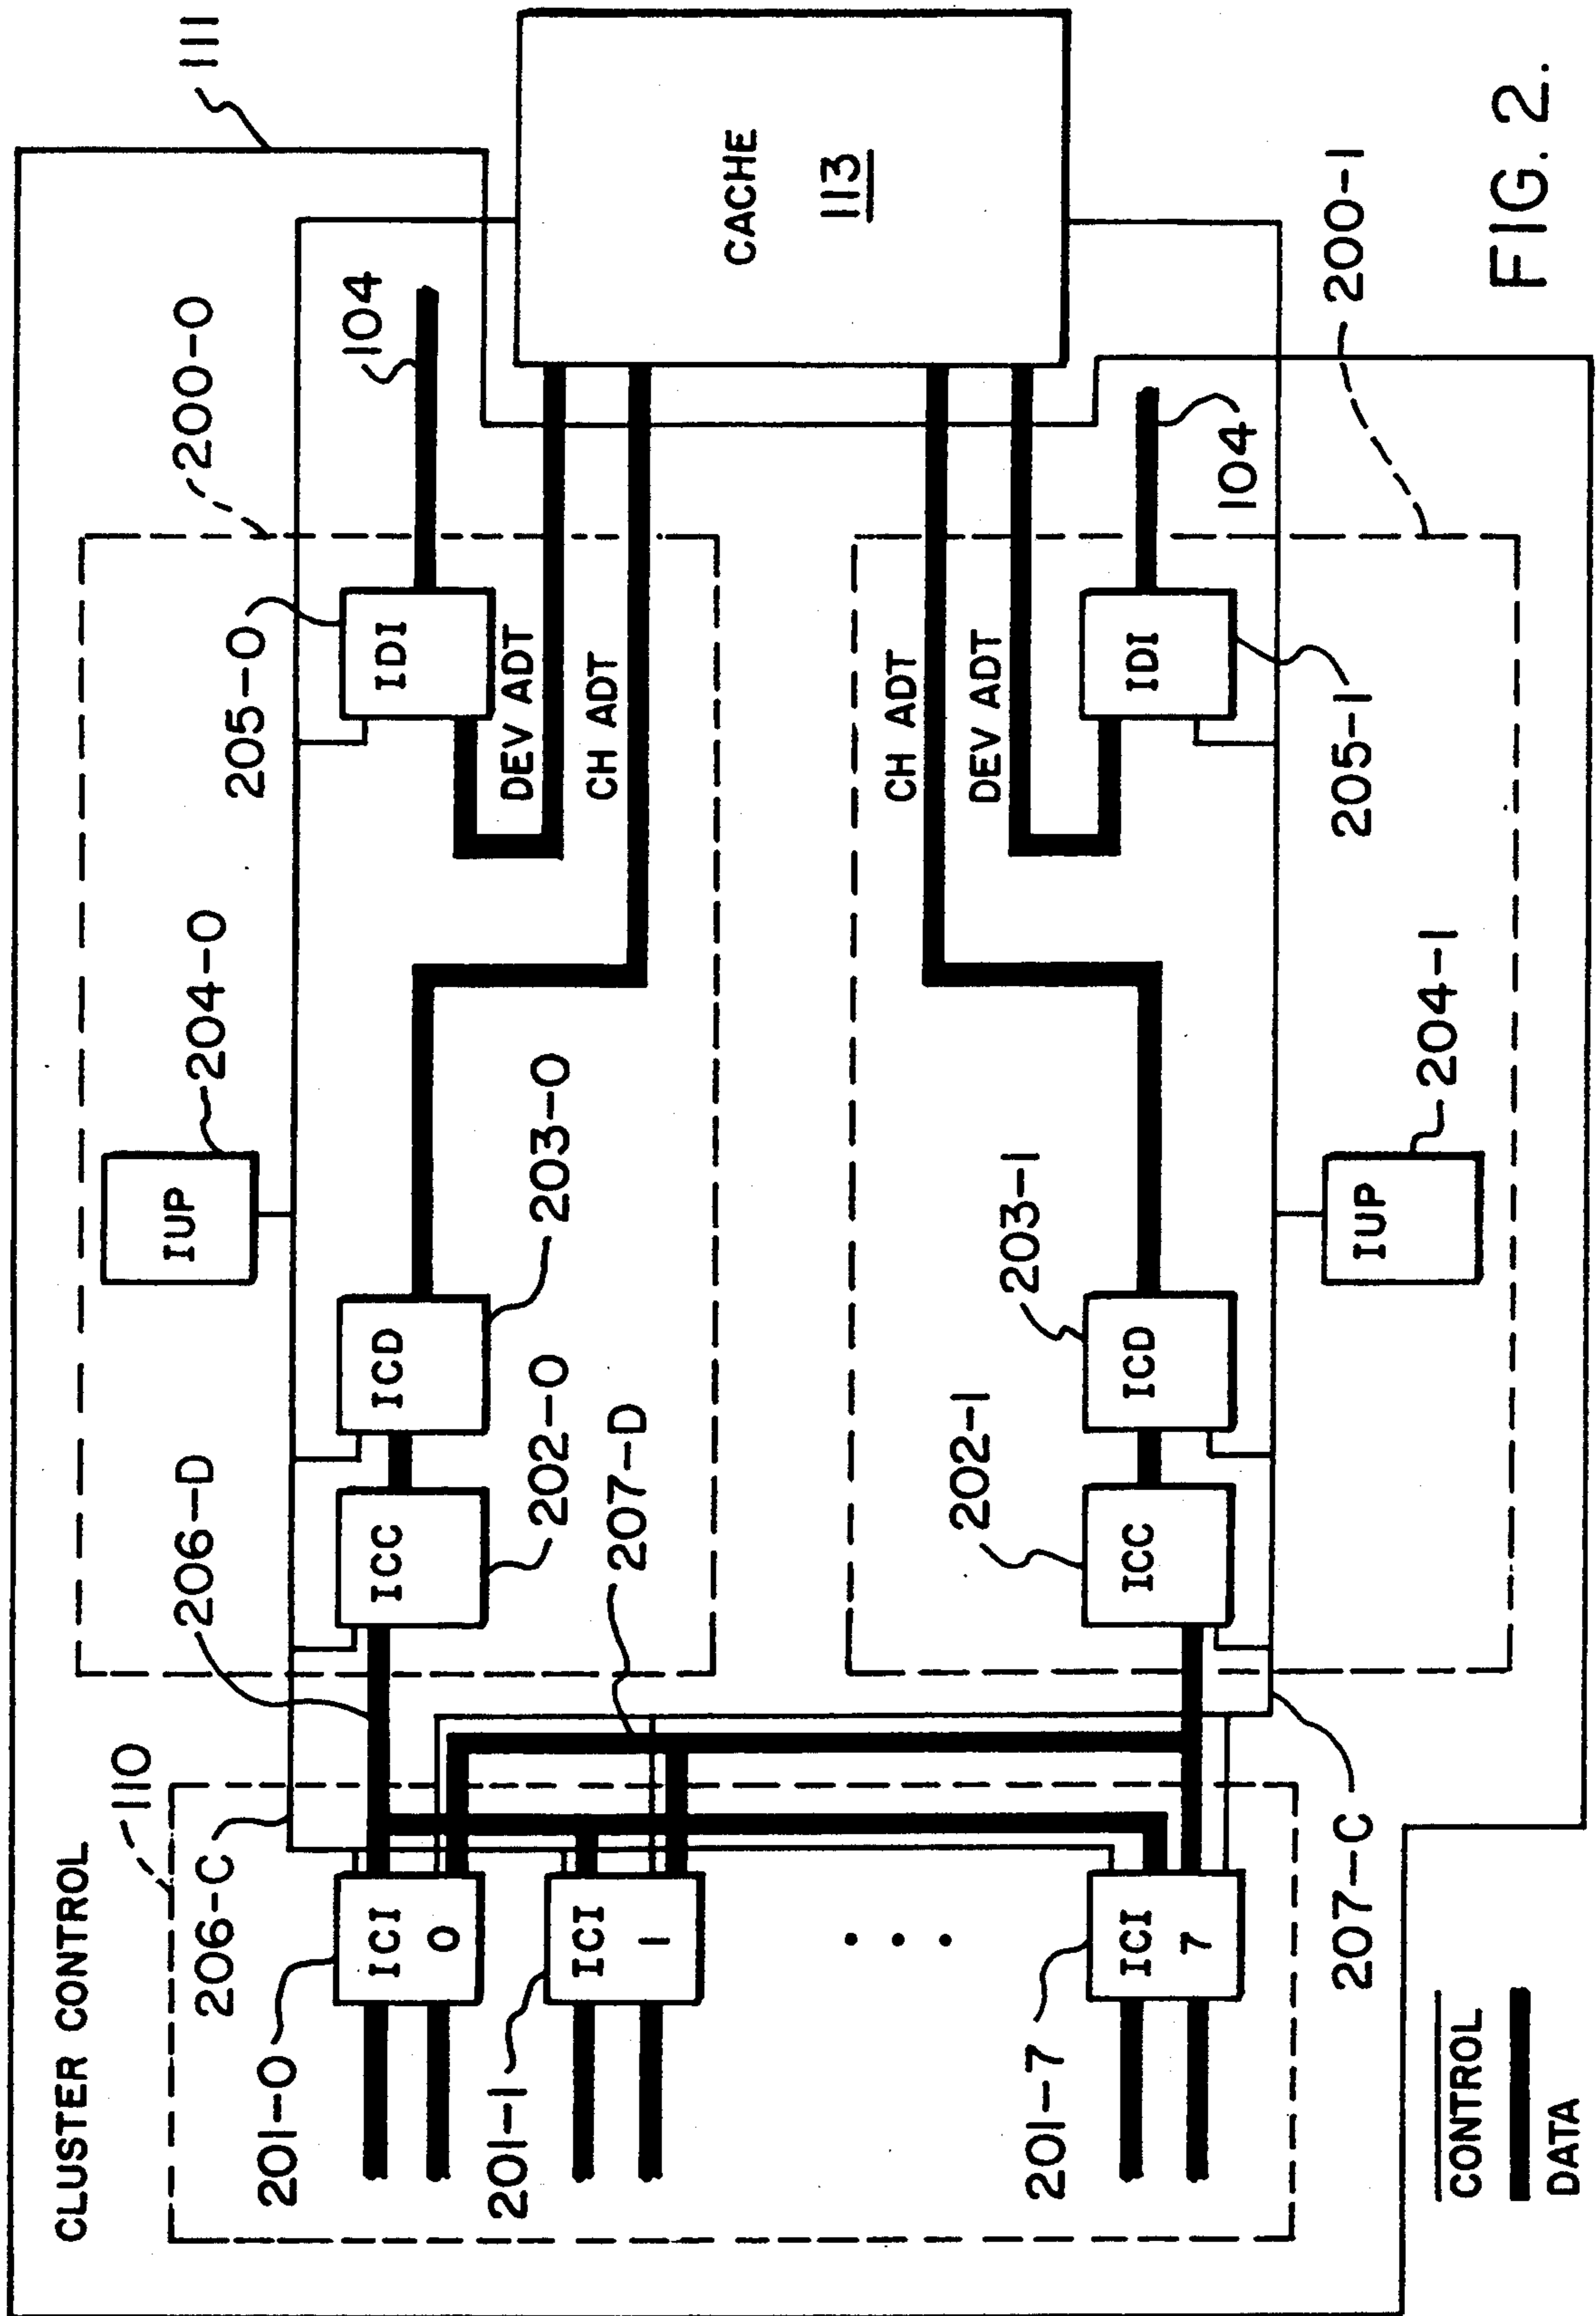 CLUSTER CONTROL
111
110
206-C
206-D
204-0
205-0
200-0
104
201-0
ICI
0
ICC
202-0
ICD
203-0
IUP
IDI
DEV ADT
CH ADT
207-D
201-1
ICI
1
CACHE
113
CH ADT
DEV ADT
201-7
ICI
7
202-1
ICC
203-1
ICD
IDI
104
207-C
204-1
IUP
205-1
200-1
CONTROL
DATA
FIG. 2.